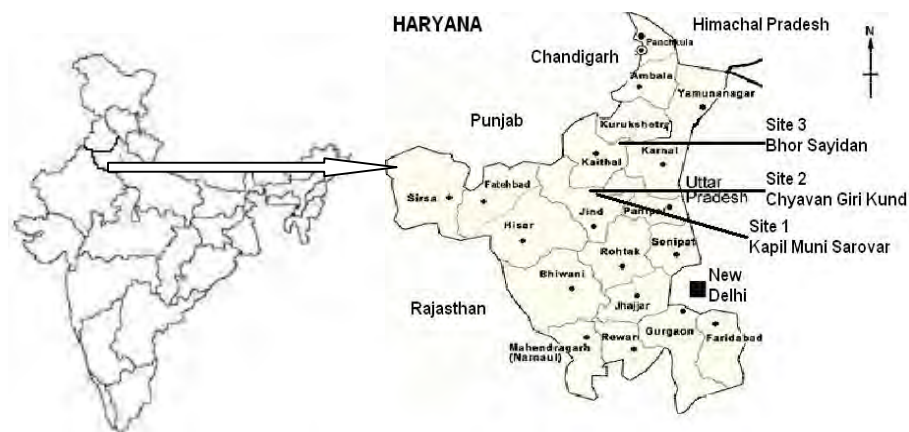 HARYANA
Himachal Pradesh
N
Panchkula
Chandigarh
Ambala
Yamunanagar
Punjab
Kurukshetra
Site 3
Bhor Sayidan
Kaithal
Karnal
Site 2
Chyavan Giri Kund
Uttar
Pradesh
Sirsa
Fatehbad
Hisar
Jind
Panipat
Site 1
Kapil Muni Sarovar
Rohtak
Sonipat
Bhiwani
New
Delhi
Rajasthan
Jhajjar
Gurgaon
Faridabad
Rewari
Mahendragarh
(Narnaul)